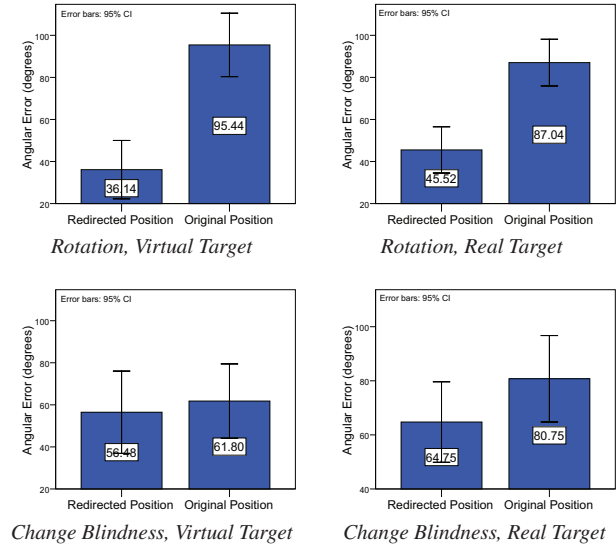 Error bars: 95% CI
Angular Error (degrees)
100
80
60
40
20
95.44
36.14
Redirected Position Original Position
Rotation, Virtual Target
Error bars: 95% CI
Angular Error (degrees)
100
80
60
40
20
87.04
45.52
Redirected Position Original Position
Rotation, Real Target
Error bars: 95% CI
Angular Error (degrees)
100
80
60
40
20
56.48
61.80
Redirected Position Original Position
Change Blindness, Virtual Target
Error bars: 95% CI
Angular Error (degrees)
100
80
60
40
64.75
80.75
Redirected Position Original Position
Change Blindness, Real Target